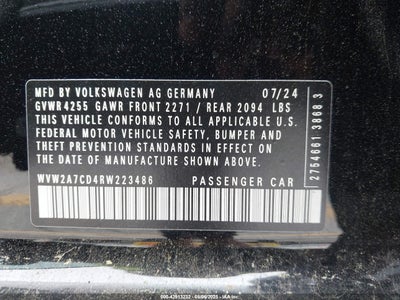 MFD BY VOLKSWAGEN AG GERMANY 07/24
GVWR4255 GAWR FRONT 2271 / REAR 2094 LBS
THIS VEHICLE CONFORMS TO ALL APPLICABLE U.S.
FEDERAL MOTOR VEHICLE SAFETY, BUMPER AND
THEFT PREVENTION STANDARDS IN EFFECT ON THE
DATE OF MANUFACTURE SHOWN ABOVE
WVW2A7CD4RW223486 PASSENGER CAR
2754661 3868 3